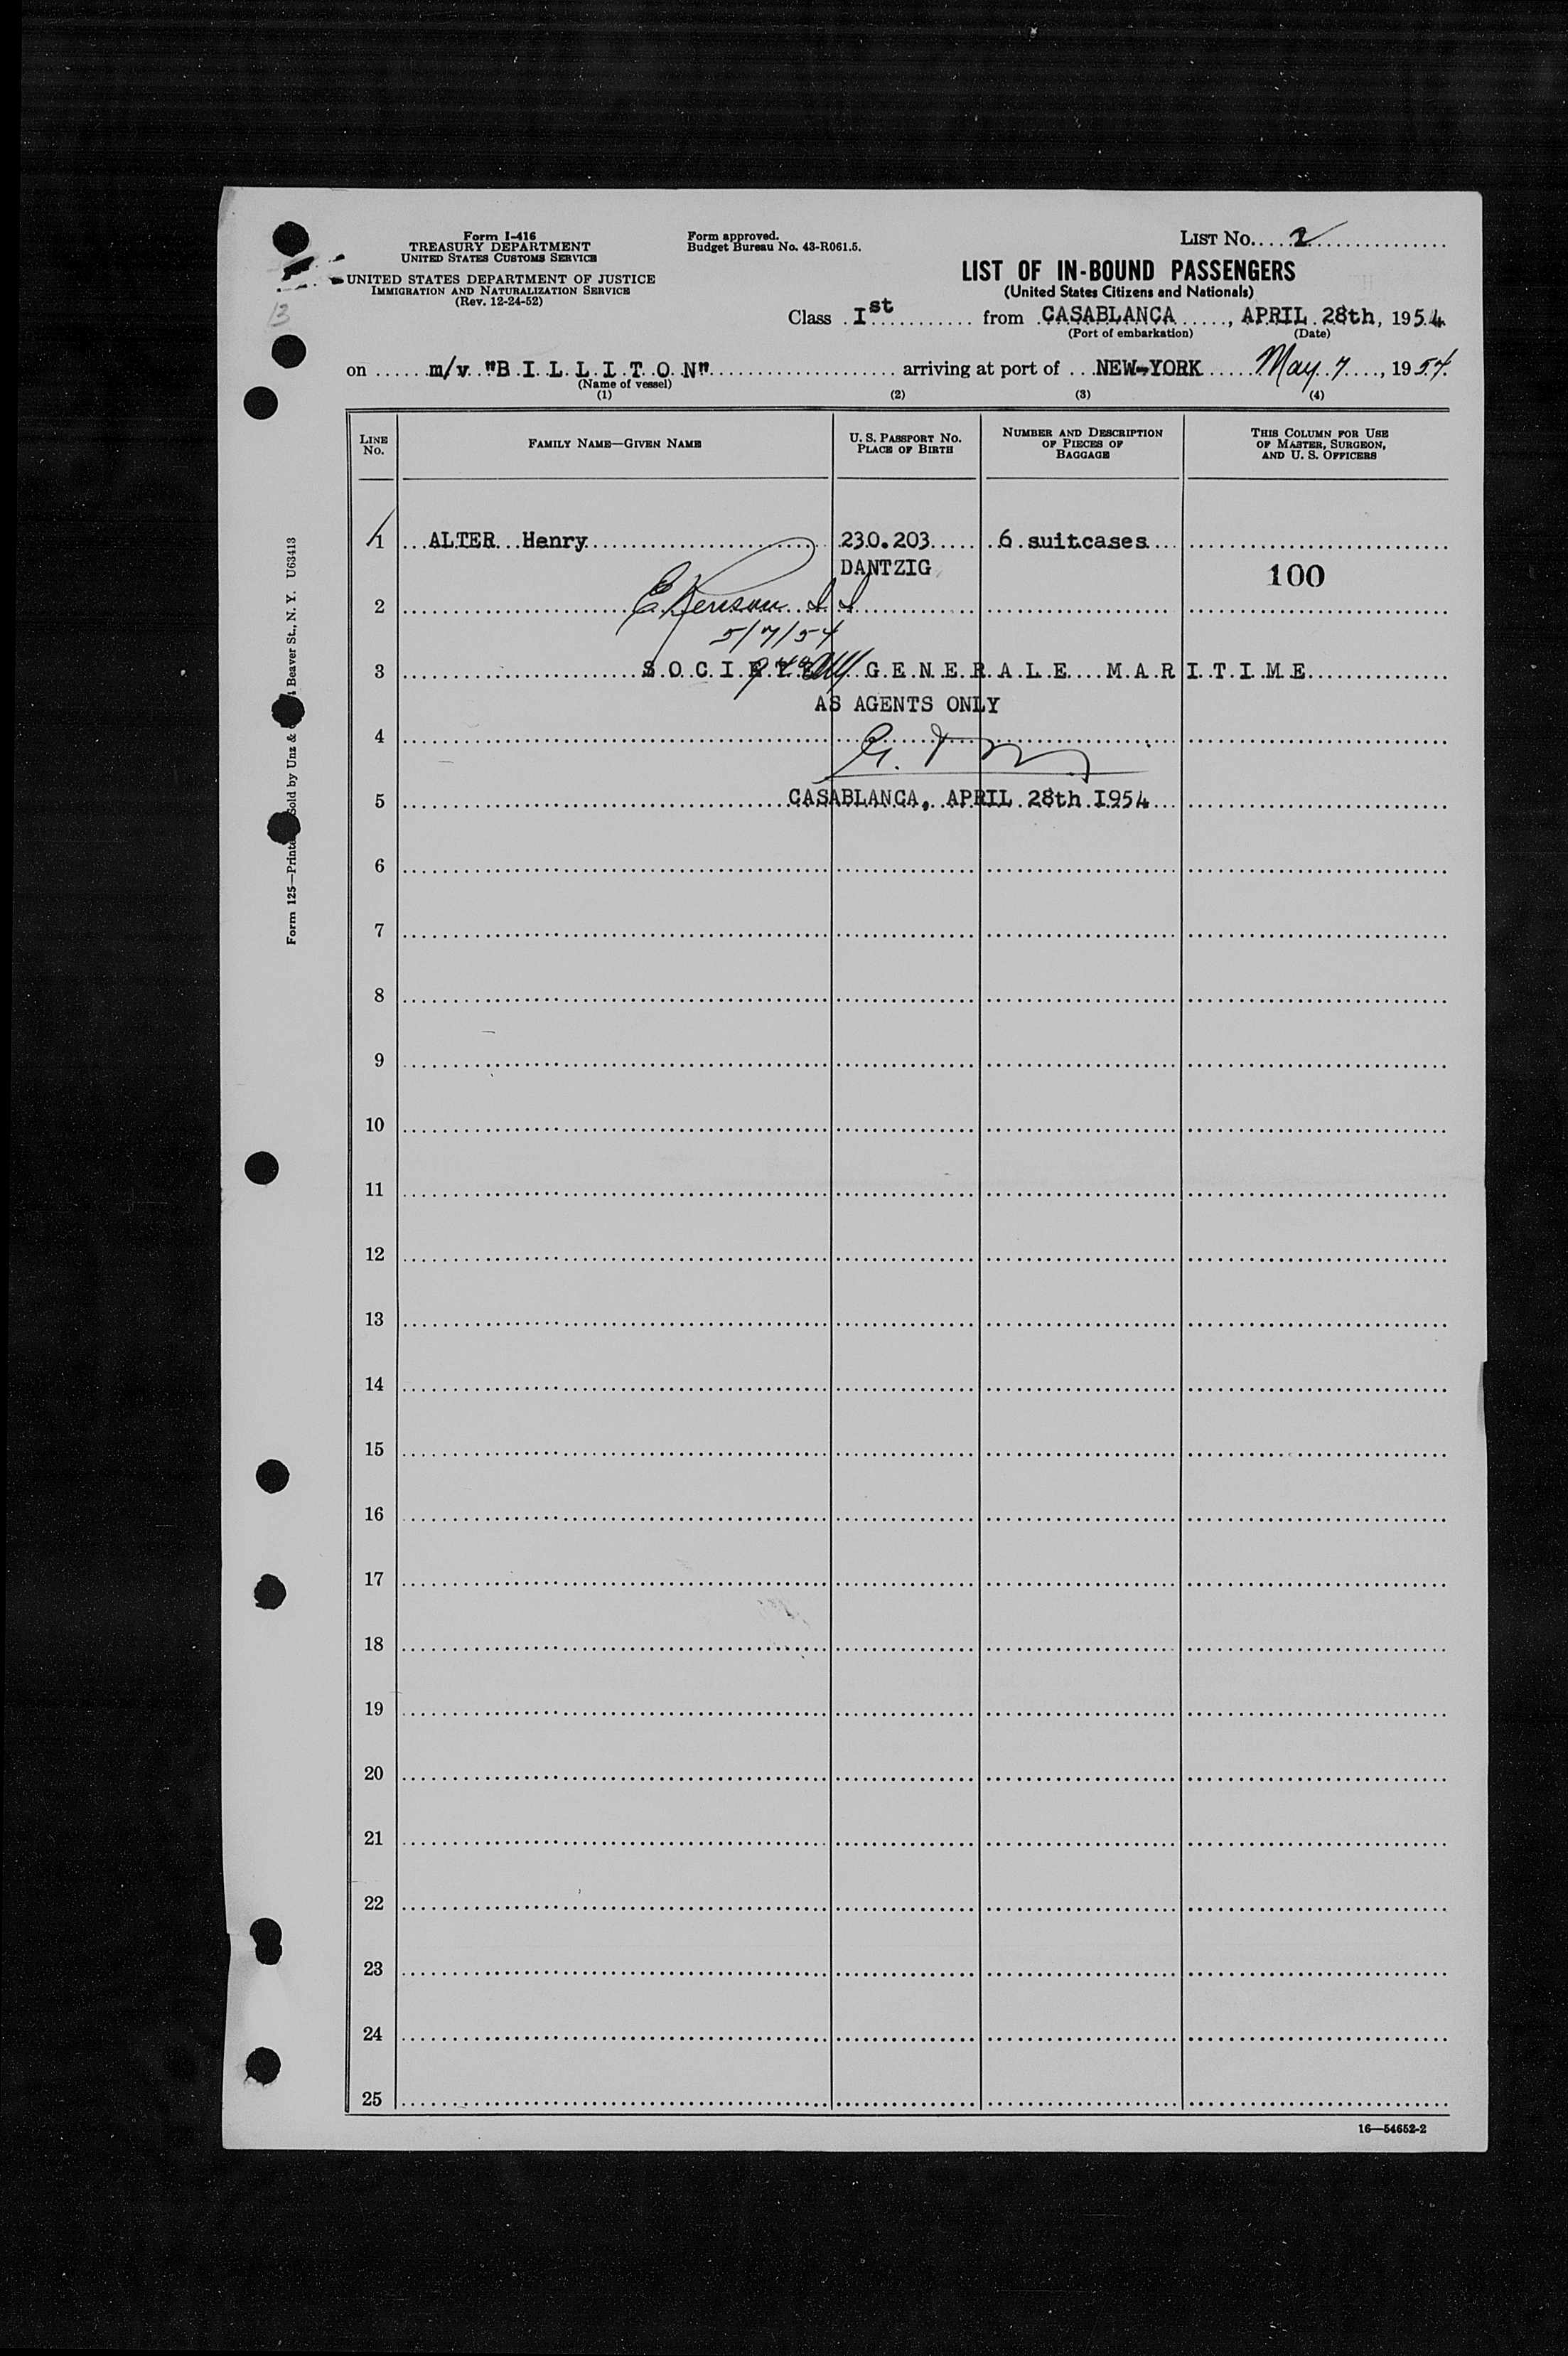 Form I-416
TREASURY DEPARTMENT
UNITED STATES CUSTOMS SERVICE
UNITED STATES DEPARTMENT OF JUSTICE
IMMIGRATION AND NATURALIZATION SERVICE
(Rev. 12-24-52)
Form approved.
Budget Bureau No. 43-R061.5.
LIST No. 2
LIST OF IN-BOUND PASSENGERS
(United States Citizens and Nationals)
Class Ist from CASABLANCA, APRIL 28th, 1954
(Port of embarkation) (Date)
on m/v "B I L L I T O N" arriving at port of NEW-YORK May 7, 1954.
(Name of vessel)
(1) (2) (3) (4)
LINE No. FAMILY NAME—GIVEN NAME U. S. PASSPORT No. PLACE OF BIRTH NUMBER AND DESCRIPTION OF PIECES OF BAGGAGE THIS COLUMN FOR USE OF MASTER, SURGEON, AND U. S. OFFICERS
1 ALTER Henry 230.203 6 suitcases
DANTZIG 100
2
5/7/54
3 S O C I E T E G E N E R A L E M A R I T I M E
AS AGENTS ONLY
4
5 CASABLANCA, APRIL 28th I954
6
7
8
9
10
11
12
13
14
15
16
17
18
19
20
21
22
23
24
25
16—54652-2
13
Form 125—Printed Sold by Unz & Beaver St., N. Y. U63413